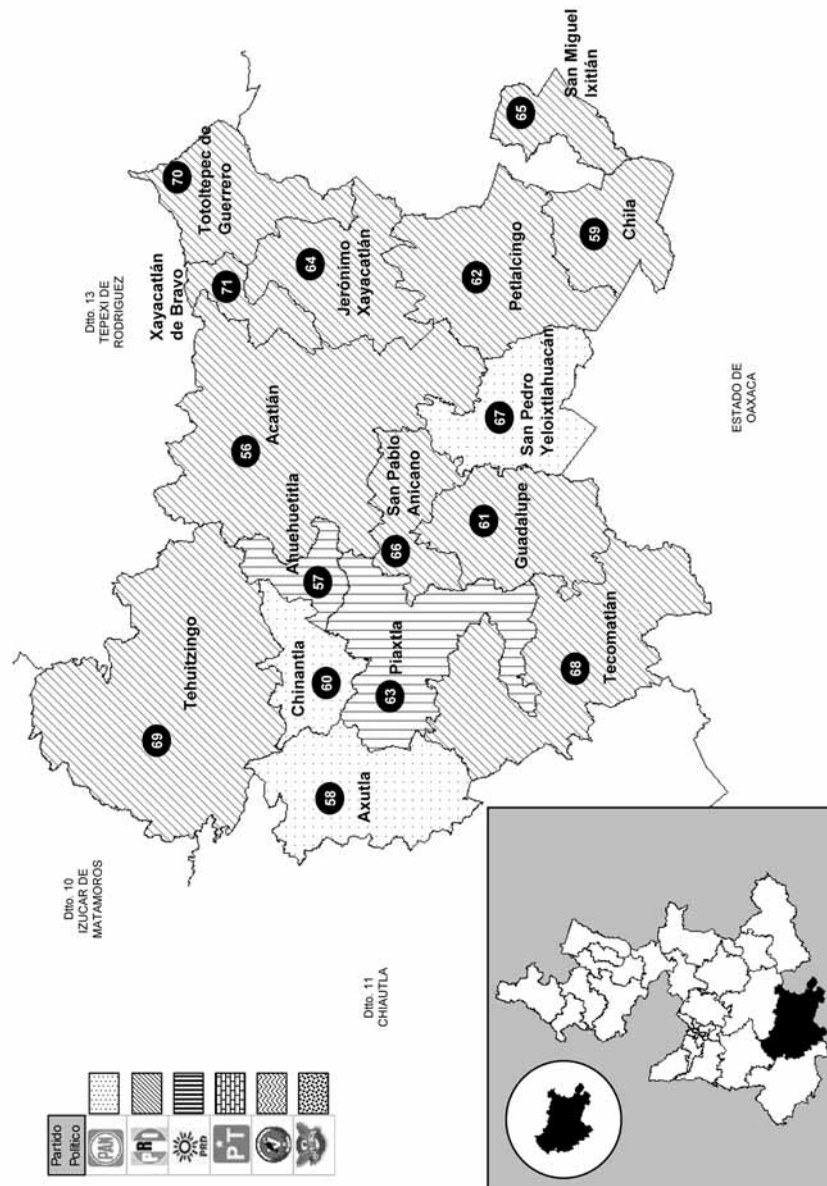 Partido
Político
PAN
PRI
PRD
PT
Dtto. 10
IZUCAR DE
MATAMOROS
Dtto. 11
CHIAUTLA
Dtto. 13
TEPEXI DE
RODRIGUEZ
ESTADO DE
OAXACA
69
Tehuitzingo
58
Axutla
Chinantla
60
63
Piaxtla
Ahuehuetitla
57
56
Acatlán
66
San Pablo
Anicano
61
Guadalupe
68
Tecomatlán
67
San Pedro
Yeloixtlahuacán
Xayacatlán
de Bravo
71
70
Totoltepec de
Guerrero
64
Jerónimo
Xayacatlán
62
Petlalcingo
59
Chila
65
San Miguel
Ixitlán